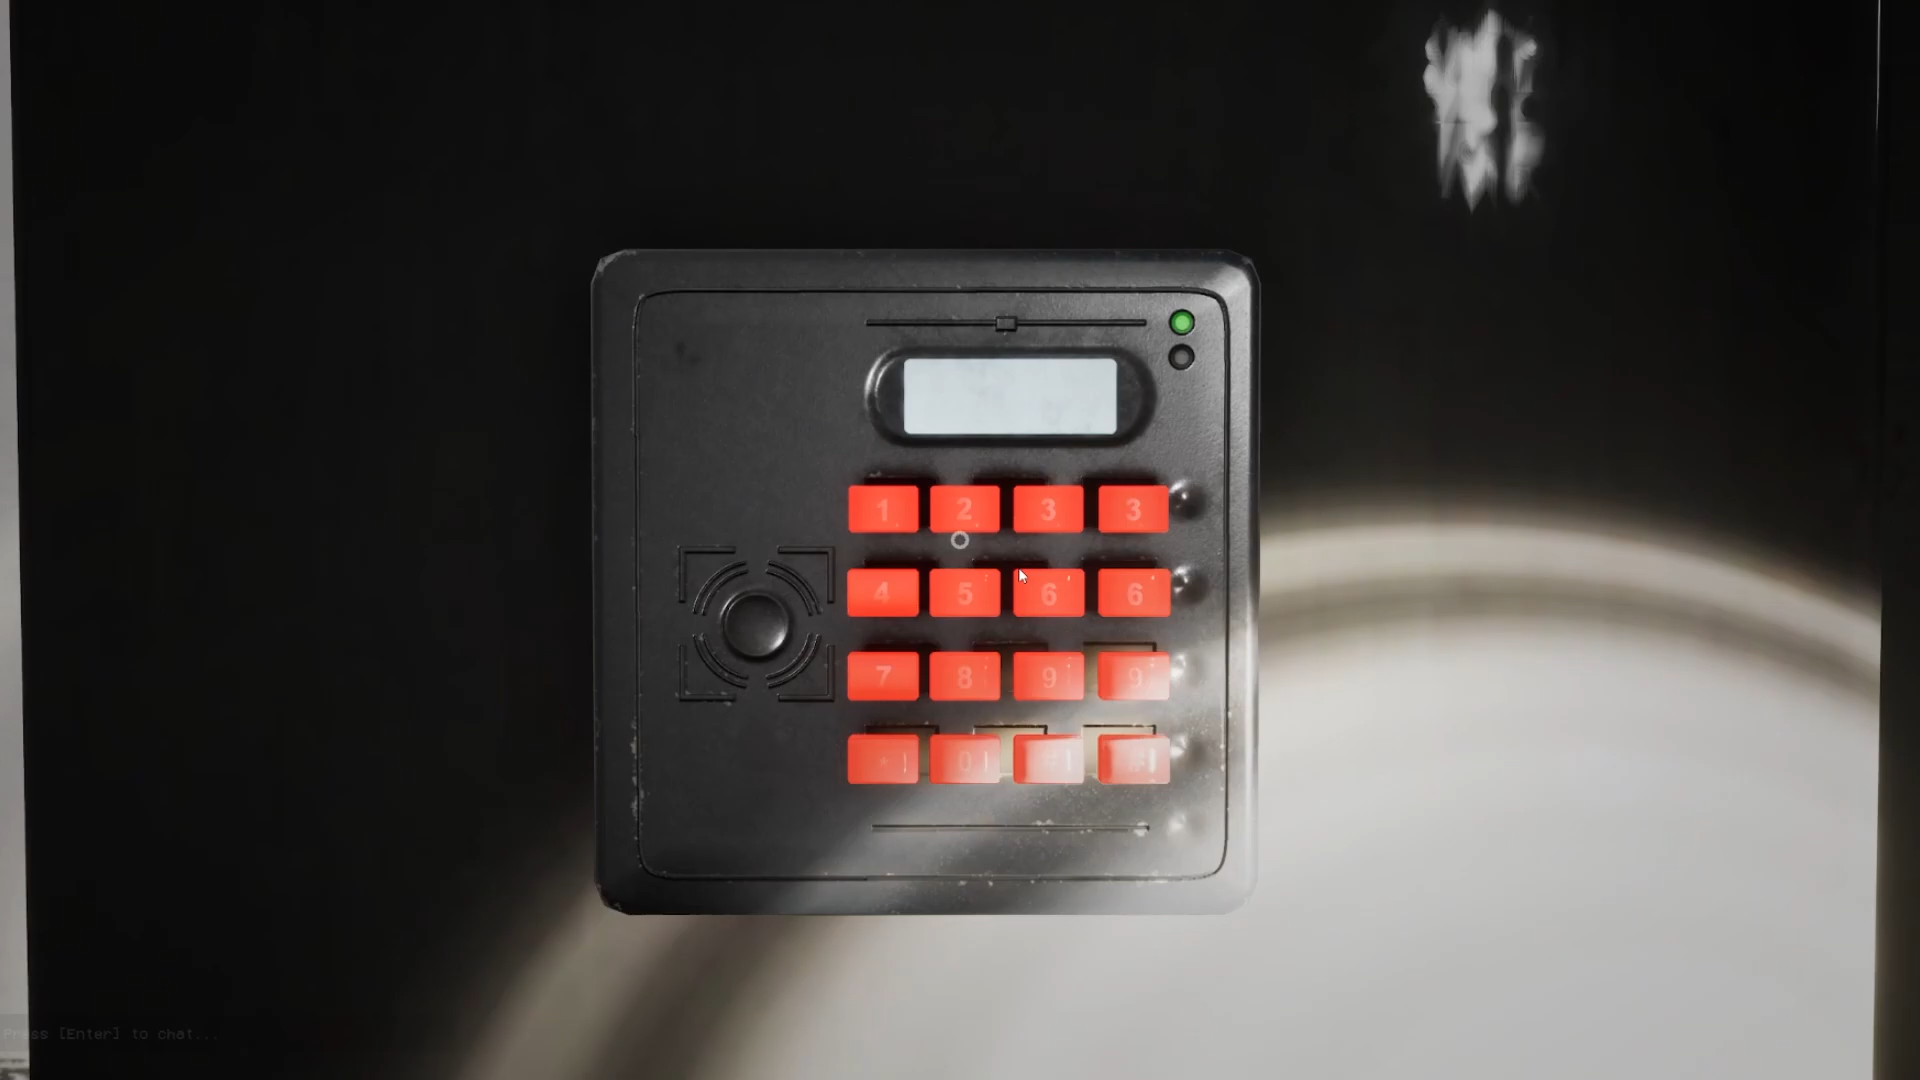 1 2 3 3
4 5 6 6
7 8 9 9
* 0 # #
Press [Enter] to chat...